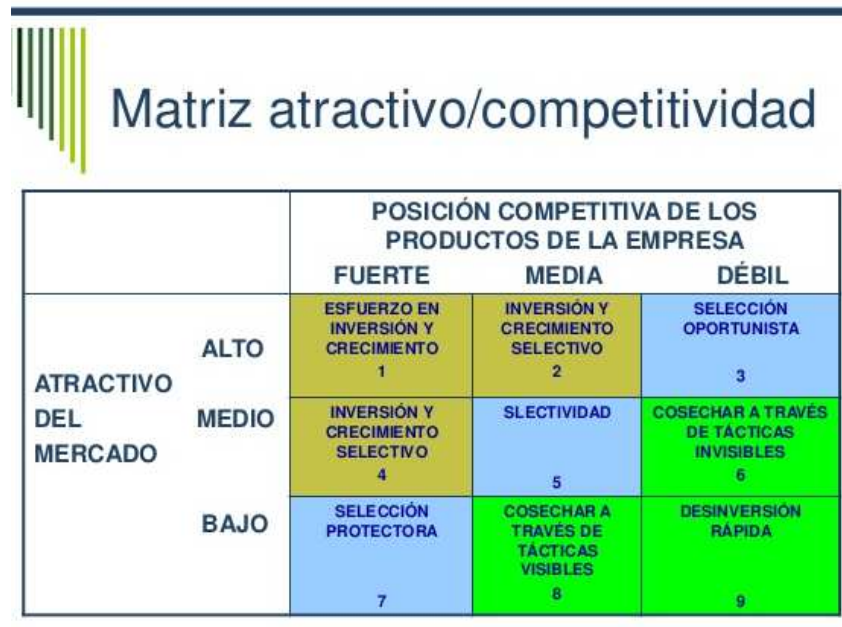 Matriz atractivo/competitividad
POSICIÓN COMPETITIVA DE LOS
PRODUCTOS DE LA EMPRESA
FUERTE MEDIA DÉBIL
ATRACTIVO
DEL
MERCADO
ALTO
ESFUERZO EN
INVERSIÓN Y
CRECIMIENTO
1
INVERSIÓN Y
CRECIMIENTO
SELECTIVO
2
SELECCIÓN
OPORTUNISTA
3
MEDIO
INVERSIÓN Y
CRECIMIENTO
SELECTIVO
4
SLECTIVIDAD
5
COSECHAR A TRAVÉS
DE TÁCTICAS
INVISIBLES
6
BAJO
SELECCIÓN
PROTECTORA
7
COSECHAR A
TRAVÉS DE
TÁCTICAS
VISIBLES
8
DESINVERSIÓN
RÁPIDA
9